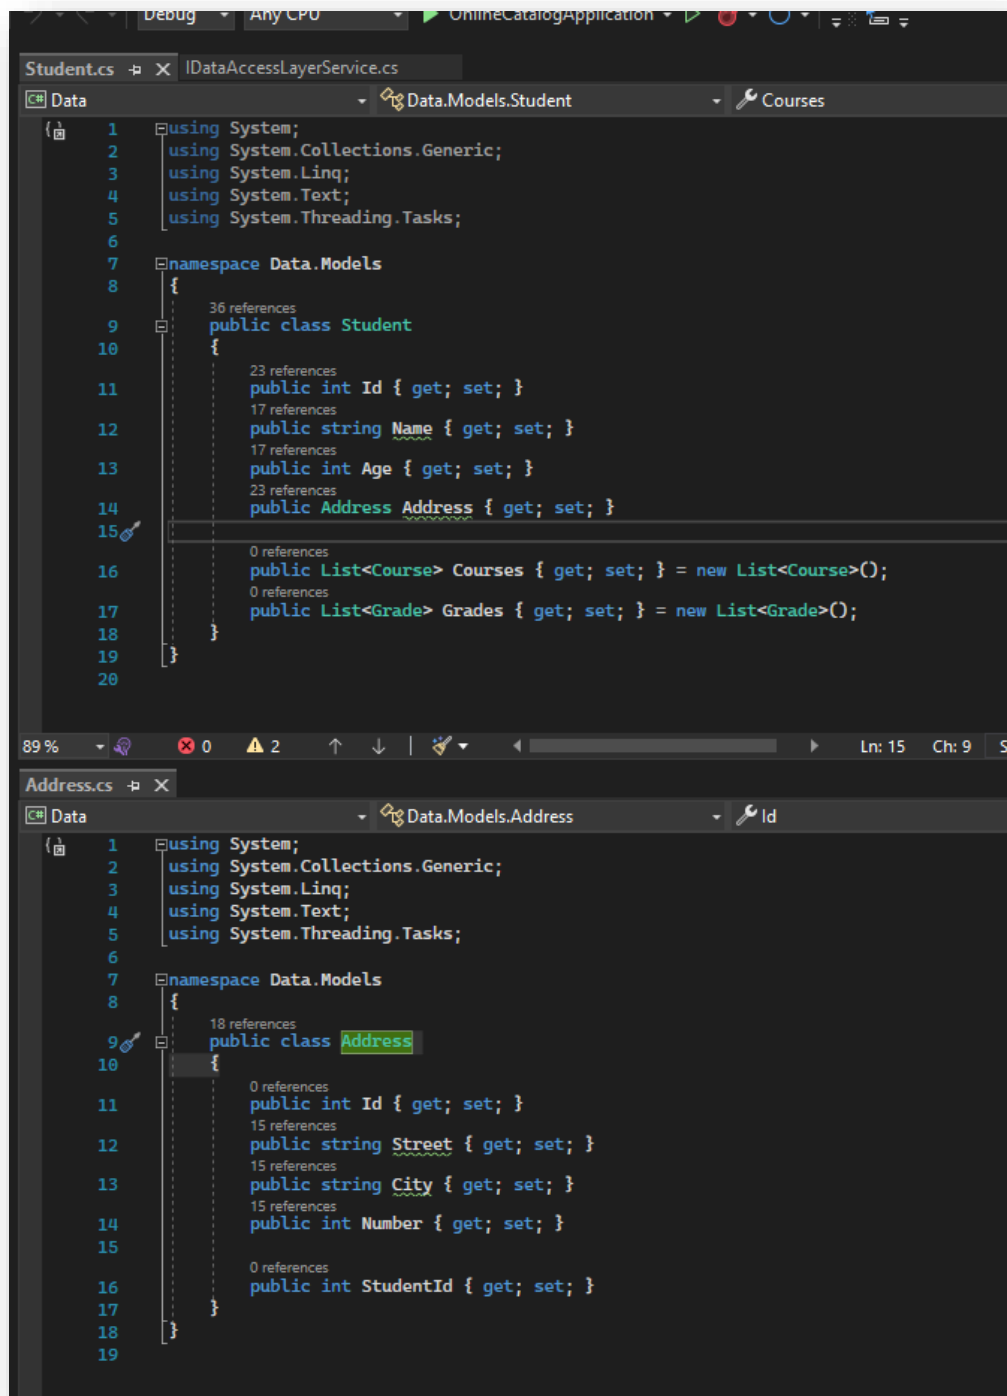 Debug Any CPU OnlineCatalogApplication
Student.cs IDataAccessLayerService.cs
C# Data Data.Models.Student Courses
1 using System;
2 using System.Collections.Generic;
3 using System.Linq;
4 using System.Text;
5 using System.Threading.Tasks;
6
7 namespace Data.Models
8 {
36 references
9 public class Student
10 {
23 references
11 public int Id { get; set; }
17 references
12 public string Name { get; set; }
17 references
13 public int Age { get; set; }
23 references
14 public Address Address { get; set; }
15
0 references
16 public List<Course> Courses { get; set; } = new List<Course>();
0 references
17 public List<Grade> Grades { get; set; } = new List<Grade>();
18 }
19 }
20
89 % 0 2 Ln: 15 Ch: 9 S
Address.cs
C# Data Data.Models.Address Id
1 using System;
2 using System.Collections.Generic;
3 using System.Linq;
4 using System.Text;
5 using System.Threading.Tasks;
6
7 namespace Data.Models
8 {
18 references
9 public class Address
10 {
0 references
11 public int Id { get; set; }
15 references
12 public string Street { get; set; }
15 references
13 public string City { get; set; }
15 references
14 public int Number { get; set; }
15
0 references
16 public int StudentId { get; set; }
17 }
18 }
19